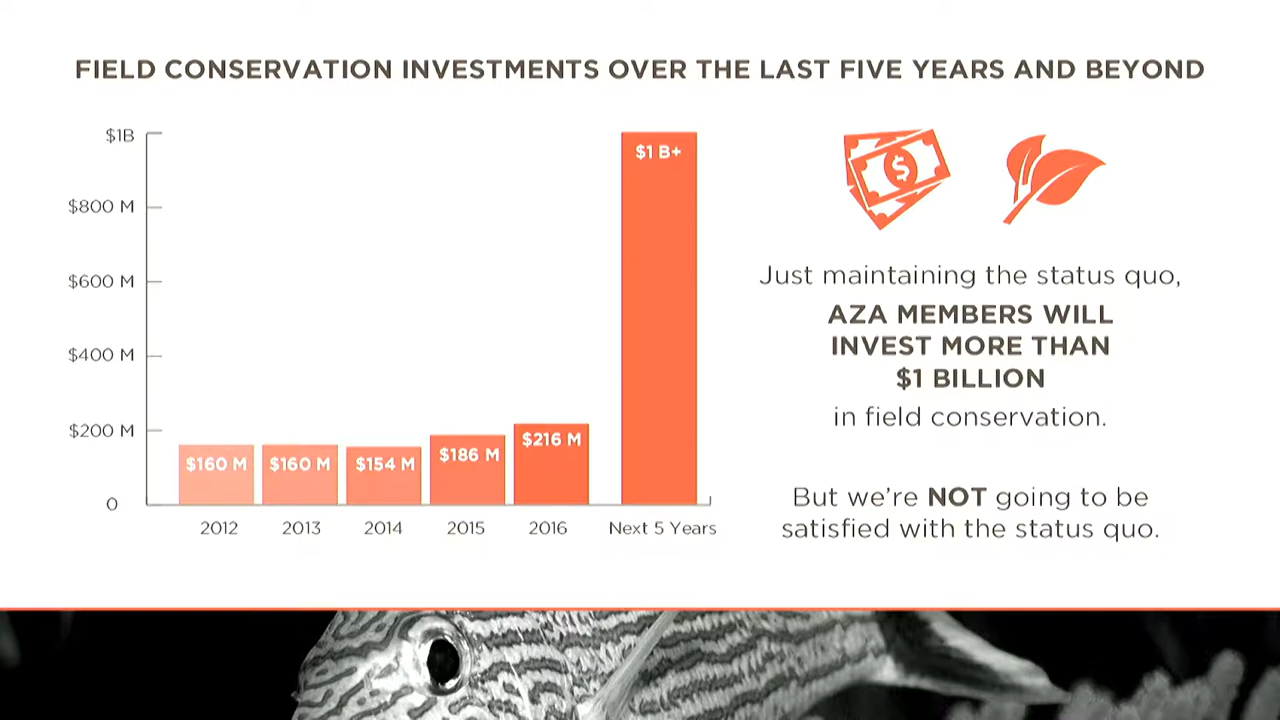 FIELD CONSERVATION INVESTMENTS OVER THE LAST FIVE YEARS AND BEYOND
$1B
$800 M
$600 M
$400 M
$200 M
0
$160 M
$160 M
$154 M
$186 M
$216 M
$1 B+
2012
2013
2014
2015
2016
Next 5 Years
Just maintaining the status quo,
AZA MEMBERS WILL
INVEST MORE THAN
$1 BILLION
in field conservation.
But we're NOT going to be
satisfied with the status quo.